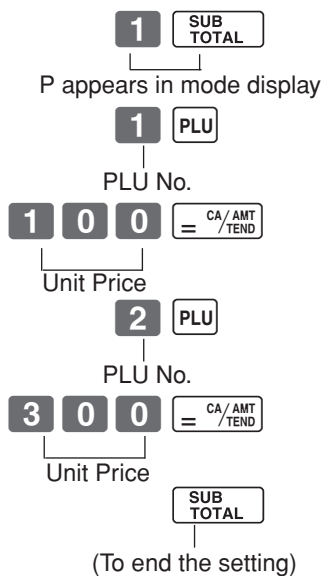 1 SUB TOTAL
P appears in mode display
1 PLU
PLU No.
1 0 0 = CA/AMT TEND
Unit Price
2 PLU
PLU No.
3 0 0 = CA/AMT TEND
Unit Price
SUB TOTAL
(To end the setting)